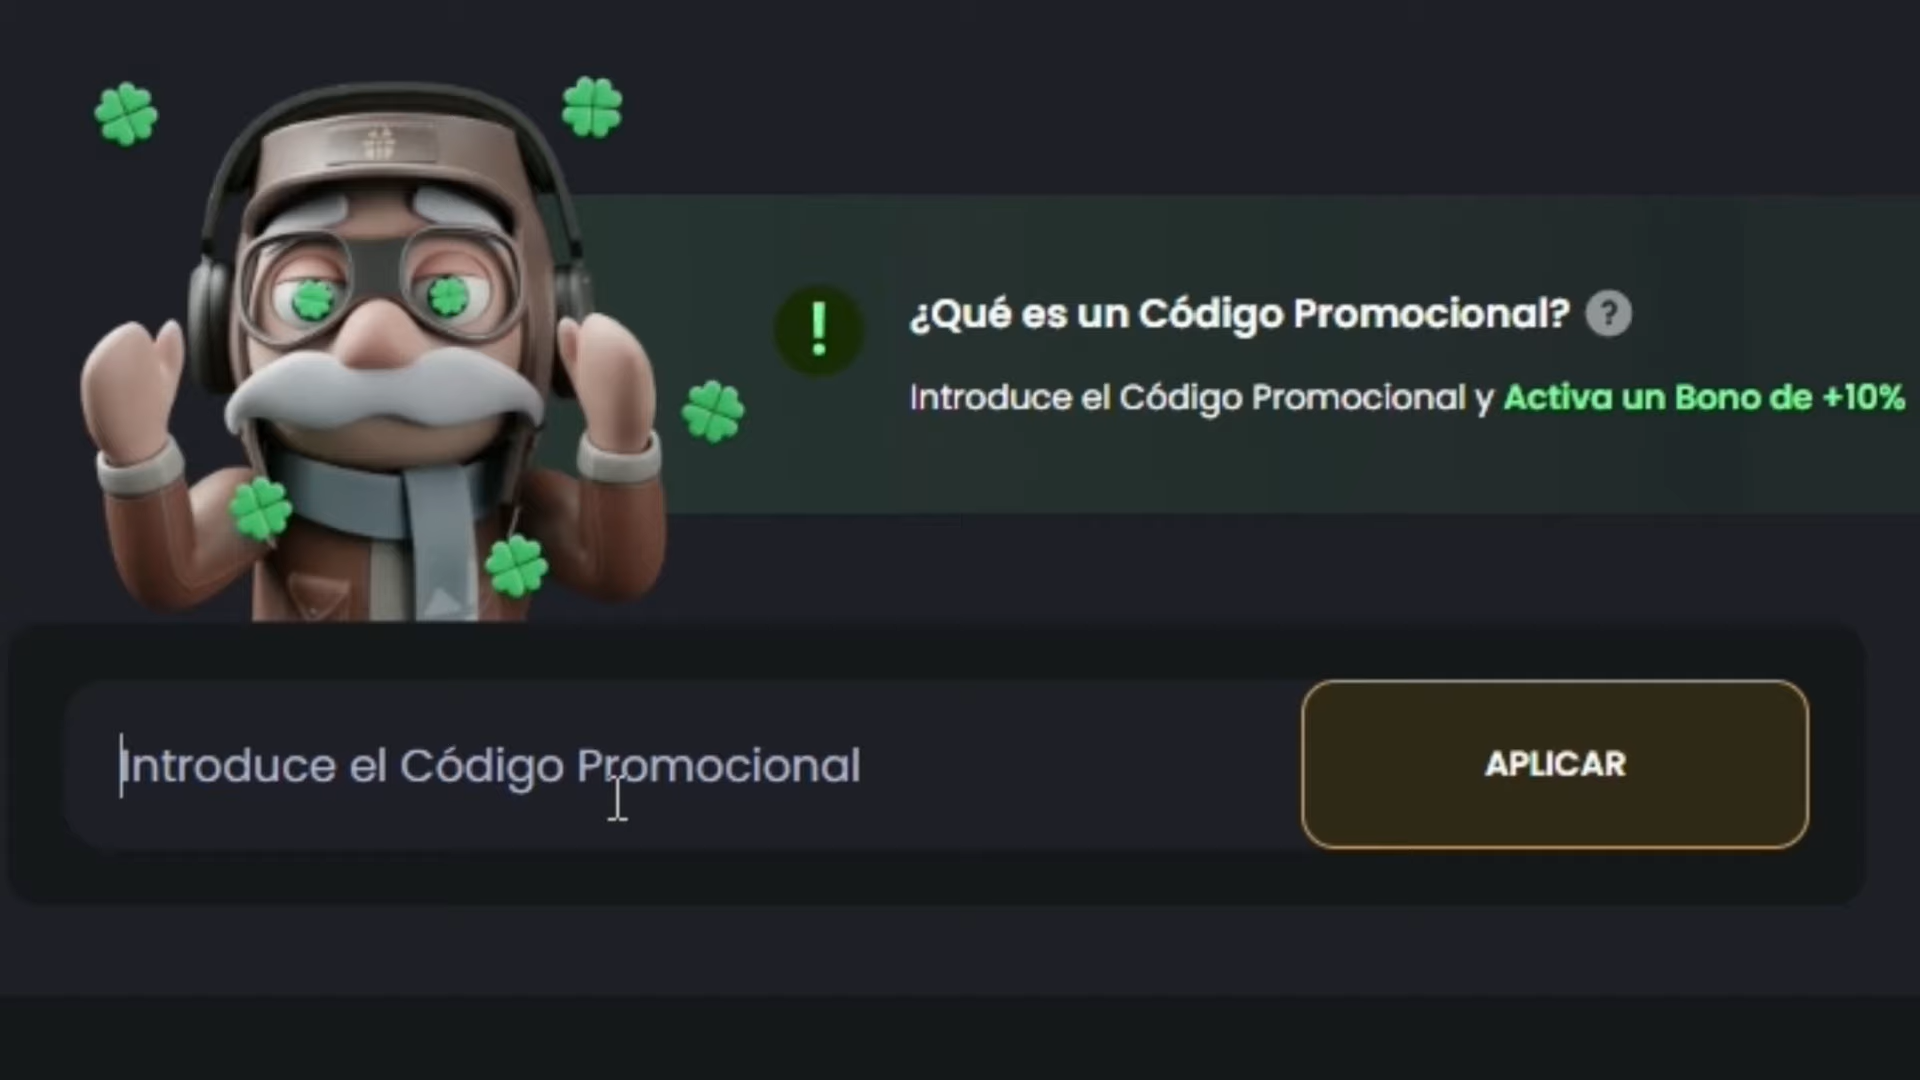 ¿Qué es un Código Promocional? ?
! Introduce el Código Promocional y Activa un Bono de +10%
Introduce el Código Promocional
APLICAR